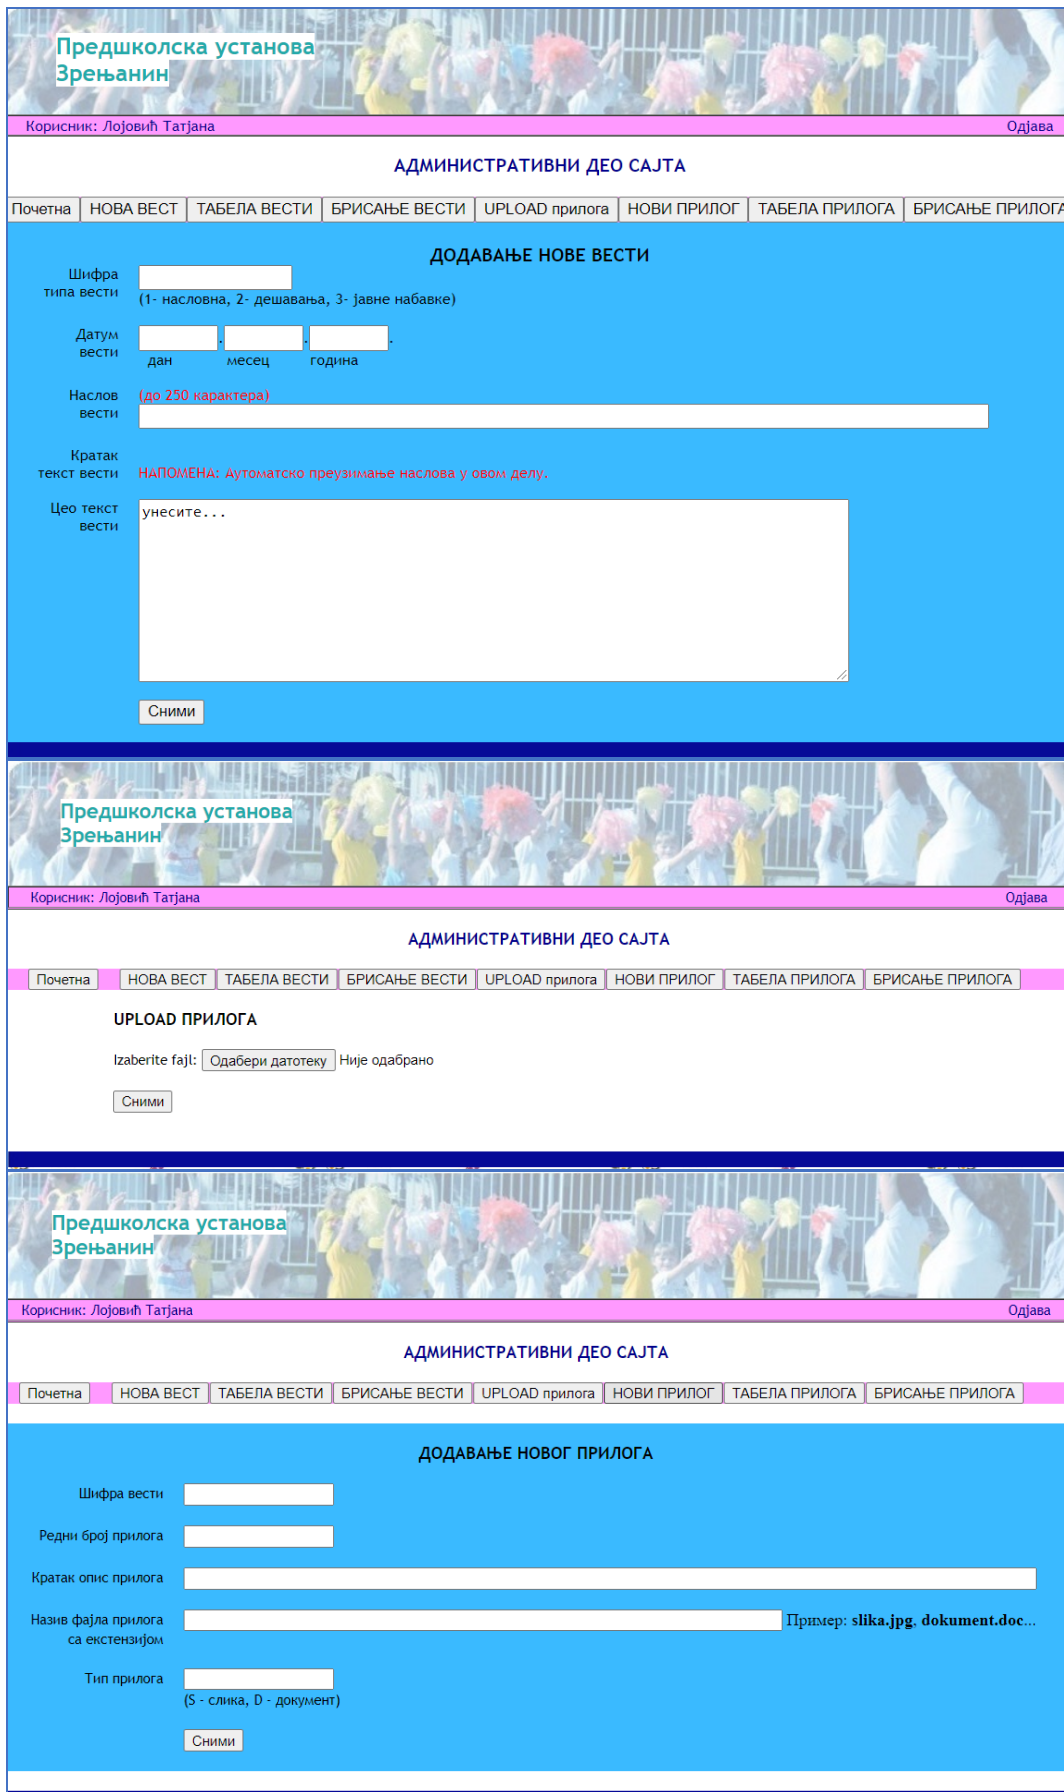 Предшколска установа
Зрењанин
Корисник: Лојовић Татјана Одјава
АДМИНИСТРАТИВНИ ДЕО САЈТА
Почетна НОВА ВЕСТ ТАБЕЛА ВЕСТИ БРИСАЊЕ ВЕСТИ UPLOAD прилога НОВИ ПРИЛОГ ТАБЕЛА ПРИЛОГА БРИСАЊЕ ПРИЛОГА
ДОДАВАЊЕ НОВЕ ВЕСТИ
Шифра
типа вести
(1- насловна, 2- дешавања, 3- јавне набавке)
Датум
вести
. . .
дан месец година
Наслов
вести
(до 250 карактера)
Кратак
текст вести
НАПОМЕНА: Аутоматско преузимање наслова у овом делу.
Цео текст
вести
унесите...
Сними
Предшколска установа
Зрењанин
Корисник: Лојовић Татјана Одјава
АДМИНИСТРАТИВНИ ДЕО САЈТА
Почетна НОВА ВЕСТ ТАБЕЛА ВЕСТИ БРИСАЊЕ ВЕСТИ UPLOAD прилога НОВИ ПРИЛОГ ТАБЕЛА ПРИЛОГА БРИСАЊЕ ПРИЛОГА
UPLOAD ПРИЛОГА
Izaberite fajl: Одабери датотеку Није одабрано
Сними
Предшколска установа
Зрењанин
Корисник: Лојовић Татјана Одјава
АДМИНИСТРАТИВНИ ДЕО САЈТА
Почетна НОВА ВЕСТ ТАБЕЛА ВЕСТИ БРИСАЊЕ ВЕСТИ UPLOAD прилога НОВИ ПРИЛОГ ТАБЕЛА ПРИЛОГА БРИСАЊЕ ПРИЛОГА
ДОДАВАЊЕ НОВОГ ПРИЛОГА
Шифра вести
Редни број прилога
Кратак опис прилога
Назив фајла прилога
са екстензијом
Пример: slika.jpg, dokument.doc...
Тип прилога
(S - слика, D - документ)
Сними